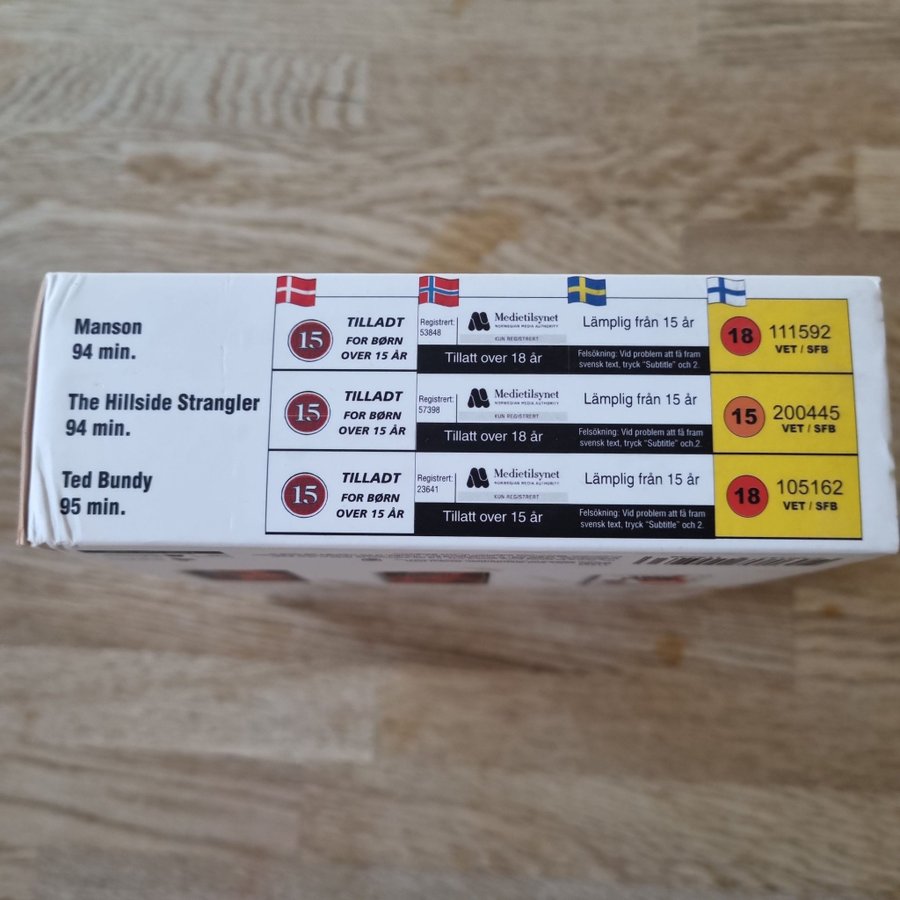 Manson
94 min.
15
TILLADT
FOR BØRN
OVER 15 ÅR
Registrert:
53848
Medietilsynet
NORWEGIAN MEDIA AUTHORITY
KUN REGISTRERT
Tillatt over 18 år
Lämplig från 15 år
Felsökning: Vid problem att få fram
svensk text, tryck "Subtitle" och 2.
18
111592
VET / SFB
The Hillside Strangler
94 min.
15
TILLADT
FOR BØRN
OVER 15 ÅR
Registrert:
57398
Medietilsynet
NORWEGIAN MEDIA AUTHORITY
KUN REGISTRERT
Tillatt over 18 år
Lämplig från 15 år
Felsökning: Vid problem att få fram
svensk text, tryck "Subtitle" och,2.
15
200445
VET / SFB
Ted Bundy
95 min.
15
TILLADT
FOR BØRN
OVER 15 ÅR
Registrert:
23641
Medietilsynet
NORWEGIAN MEDIA AUTHORITY
KUN REGISTRERT
Tillatt over 15 år
Lämplig från 15 år
Felsökning: Vid problem att få fram
svensk text, tryck "Subtitle" och 2.
18
105162
VET / SFB